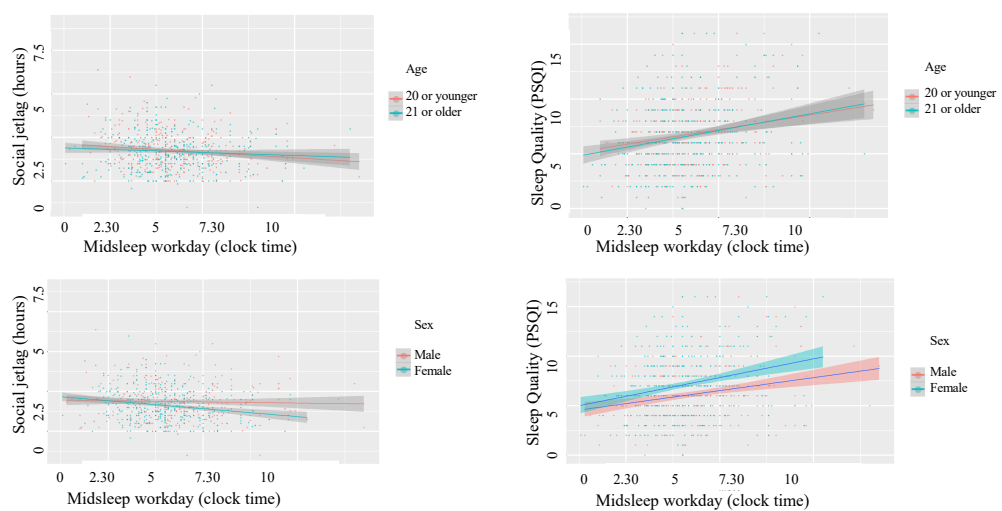 Social jetlag (hours)
7.5
5
2.5
0
0 2.30 5 7.30 10
Midsleep workday (clock time)
Age
20 or younger
21 or older
Sleep Quality (PSQI)
15
10
5
0
0 2.30 5 7.30 10
Midsleep workday (clock time)
Age
20 or younger
21 or older
Social jetlag (hours)
7.5
5
2.5
0
0 2.30 5 7.30 10
Midsleep workday (clock time)
Sex
Male
Female
Sleep Quality (PSQI)
15
10
5
0
0 2.30 5 7.30 10
Midsleep workday (clock time)
Sex
Male
Female